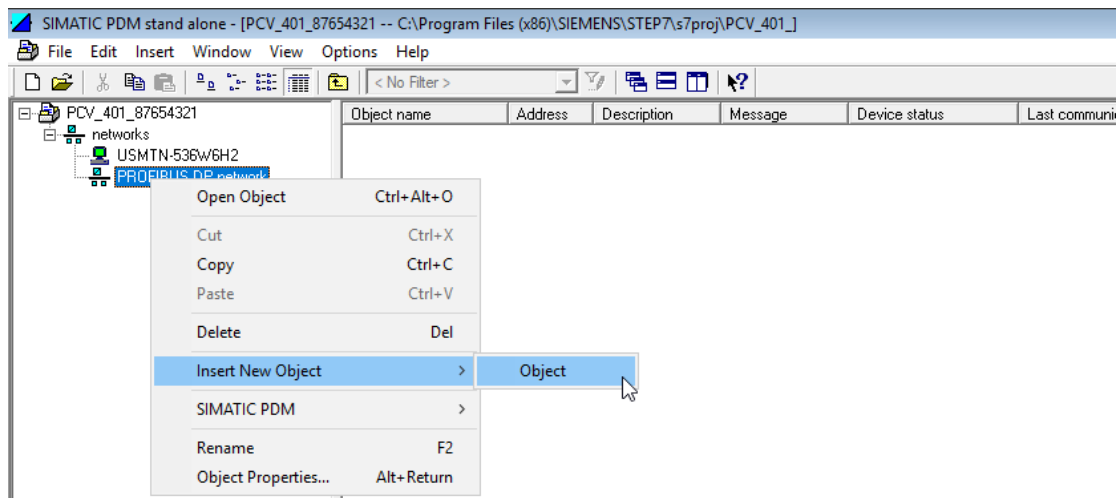 SIMATIC PDM stand alone - [PCV_401_87654321 -- C:\Program Files (x86)\SIEMENS\STEP7\s7proj\PCV_401_]
File Edit Insert Window View Options Help
< No Filter >
PCV_401_87654321
networks
USMTN-536W6H2
PROFIBUS DP network
Object name Address Description Message Device status Last communi
Open Object Ctrl+Alt+O
Cut Ctrl+X
Copy Ctrl+C
Paste Ctrl+V
Delete Del
Insert New Object
Object
SIMATIC PDM
Rename F2
Object Properties... Alt+Return